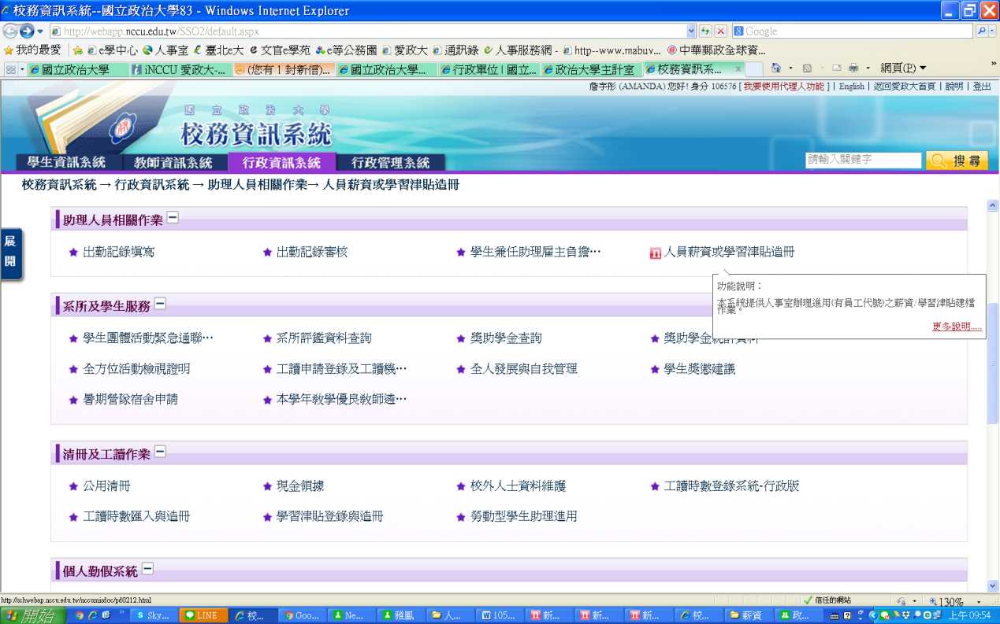 校務資訊系統--國立政治大學83 - Windows Internet Explorer
http://webapp.nccu.edu.tw/SSO2/default.aspx
Google
我的最愛 e學中心 人事室 臺北e大 文官e學苑 e等公務園 愛政大 通訊錄 人事服務網 - http--www.mabuv... 中華郵政全球資...
國立政治大學 iNCCU 愛政大-... (您有 1 封新信)... 國立政治大學... 行政單位 | 國立... 政治大學主計室 校務資訊系... x 網頁(P)
詹宇彤 (AMANDA) 您好! 身分 106576 [ 我要使用代理人功能 ] | English | 返回愛政大首頁 | 說明 | 登出
國立政治大學
校務資訊系統
學生資訊系統 教師資訊系統 行政資訊系統 行政管理系統
請輸入關鍵字 搜尋
校務資訊系統 → 行政資訊系統 → 助理人員相關作業→ 人員薪資或學習津貼造冊
展開
助理人員相關作業
出勤記錄填寫 出勤記錄審核 學生兼任助理雇主負擔… 人員薪資或學習津貼造冊
功能說明：
本系統提供人事室辦理進用(有員工代號)之薪資/學習津貼建檔
作業。
更多說明.....
系所及學生服務
學生團體活動緊急通聯… 系所評鑑資料查詢 獎助學金查詢 獎助學金統計資料
全方位活動檢視證明 工讀申請登錄及工讀機… 全人發展與自我管理 學生獎懲建議
暑期營隊宿舍申請 本學年教學優良教師遴…
清冊及工讀作業
公用清冊 現金領據 校外人士資料維護 工讀時數登錄系統-行政版
工讀時數匯入與造冊 學習津貼登錄與造冊 勞動型學生助理進用
個人勤假系統
http://schwebap.nccu.edu.tw/nccumisdoc/pd0212.html 信任的網站 130%
開始 Sky... LINE 校... Goo... Ne... 雅鳳 人... 105... 新... 新... 新... 校... 薪資 政... 上午 09:54